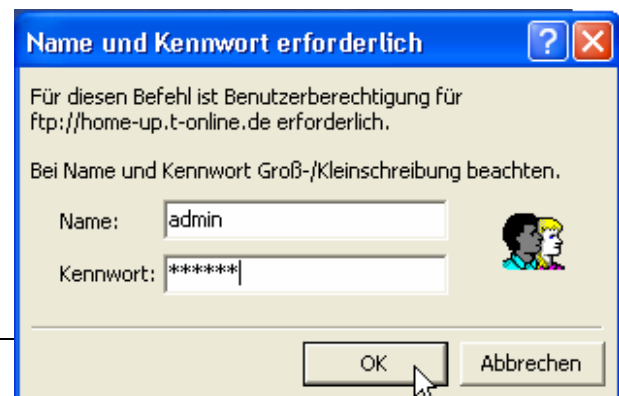 Name und Kennwort erforderlich
Für diesen Befehl ist Benutzerberechtigung für
ftp://home-up.t-online.de erforderlich.
Bei Name und Kennwort Groß-/Kleinschreibung beachten.
Name: admin
Kennwort: ******
OK Abbrechen